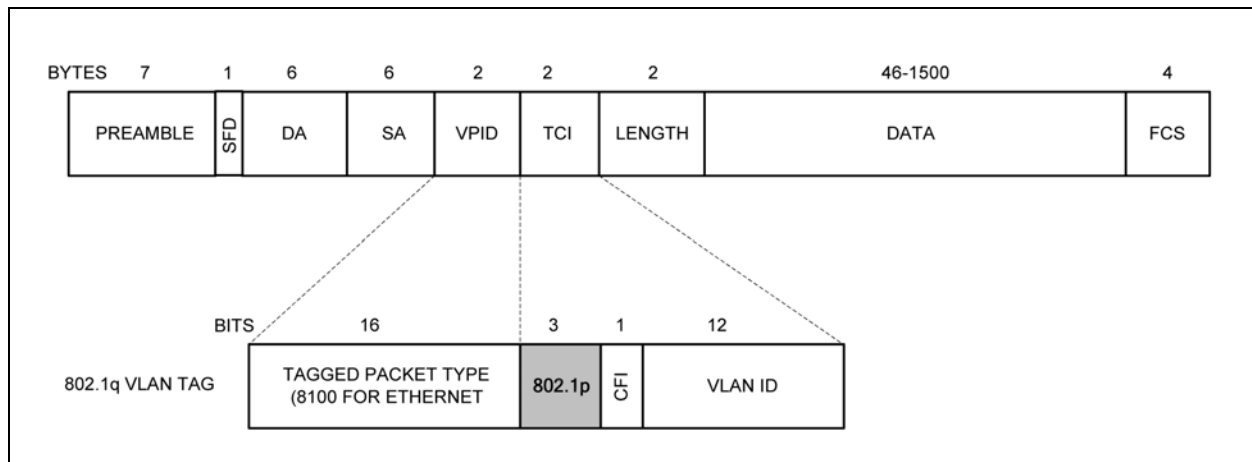 BYTES 7 1 6 6 2 2 2 46-1500 4
PREAMBLE SFD DA SA VPID TCI LENGTH DATA FCS
BITS 16 3 1 12
802.1q VLAN TAG TAGGED PACKET TYPE 802.1p CFI VLAN ID
(8100 FOR ETHERNET